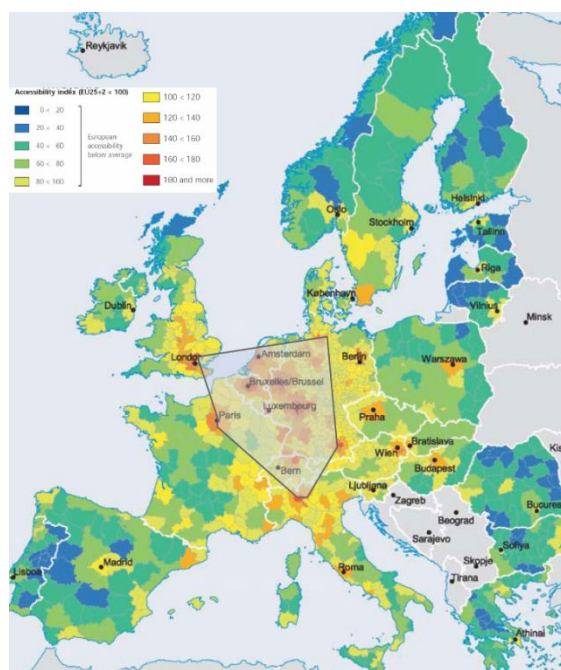 Reykjavik
Accessibility index (EU25+2 = 100)
0 < 20
20 < 40
40 < 60
60 < 80
80 < 100
European
accessibility
below average
100 < 120
120 < 140
140 < 160
160 < 180
180 and more
Oslo
Helsinki
Stockholm
Tallinn
Riga
Dublin
København
Vilnius
Minsk
London
Amsterdam
Berlin
Warszawa
Bruxelles/Brussel
Luxembourg
Paris
Praha
Wien
Bratislava
Budapest
Bern
Ljubljana
Zagreb
Kis
Beograd
Bucures
Sarajevo
Sofiya
Skopje
Madrid
Roma
Tirana
Lisboa
Athinai